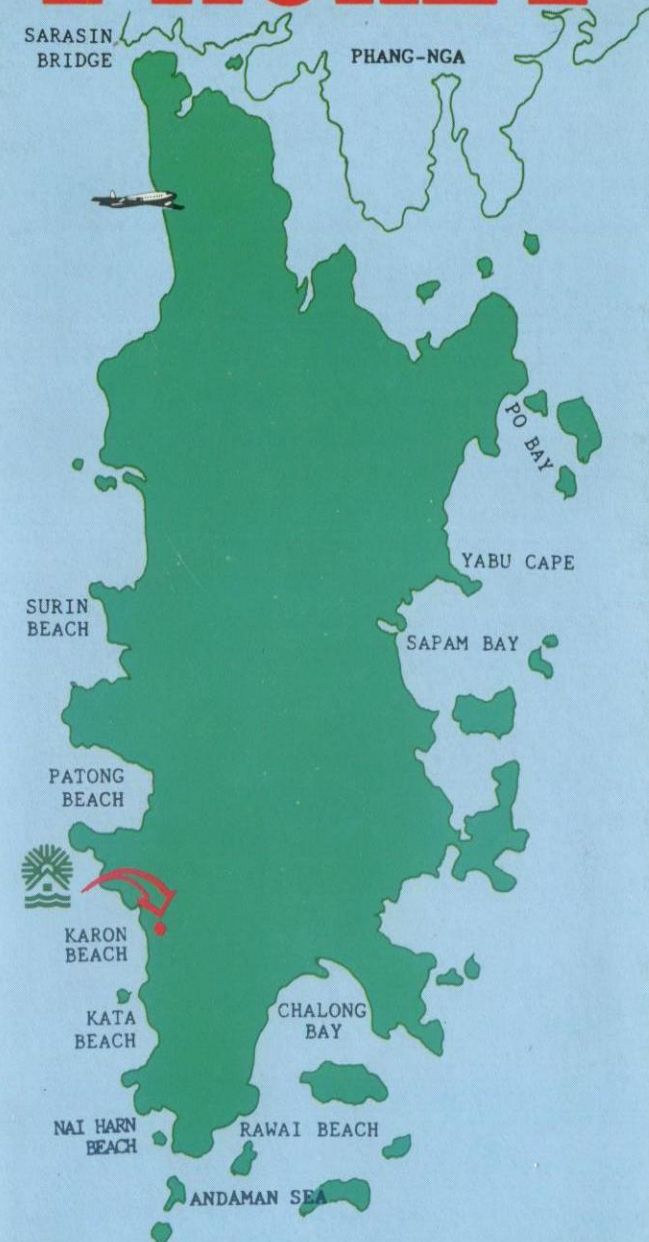 SARASIN
BRIDGE
PHANG-NGA
PO BAY
YABU CAPE
SURIN
BEACH
SAPAM BAY
PATONG
BEACH
KARON
BEACH
KATA
BEACH
CHALONG
BAY
NAI HARN
BEACH
RAWAI BEACH
ANDAMAN SEA